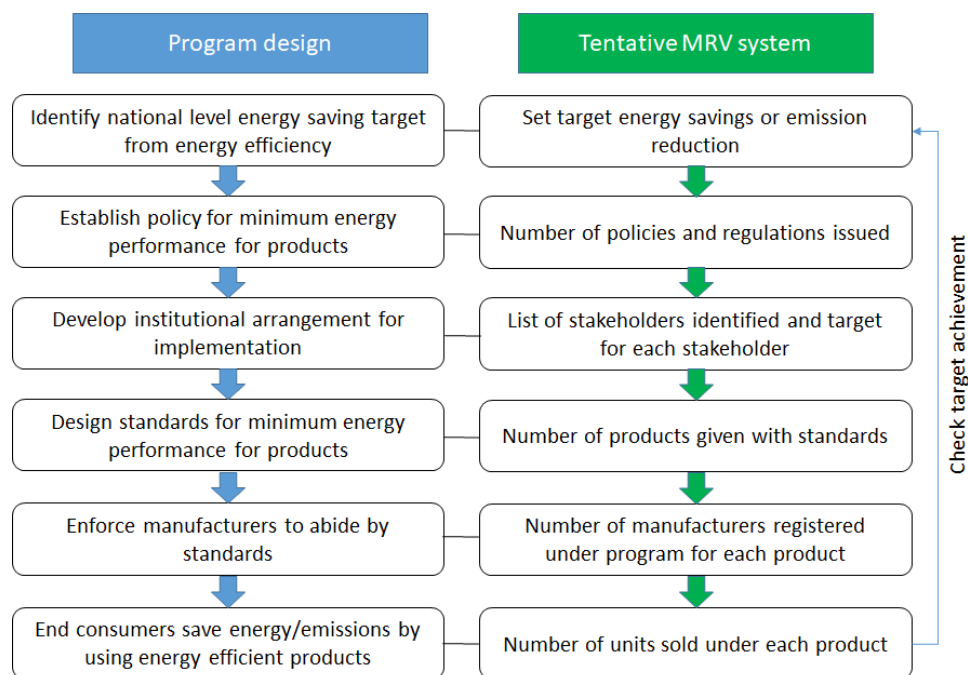 Program design
Tentative MRV system
Identify national level energy saving target
from energy efficiency
Set target energy savings or emission
reduction
Establish policy for minimum energy
performance for products
Number of policies and regulations issued
Develop institutional arrangement for
implementation
List of stakeholders identified and target
for each stakeholder
Design standards for minimum energy
performance for products
Number of products given with standards
Enforce manufacturers to abide by
standards
Number of manufacturers registered
under program for each product
End consumers save energy/emissions by
using energy efficient products
Number of units sold under each product
Check target achievement